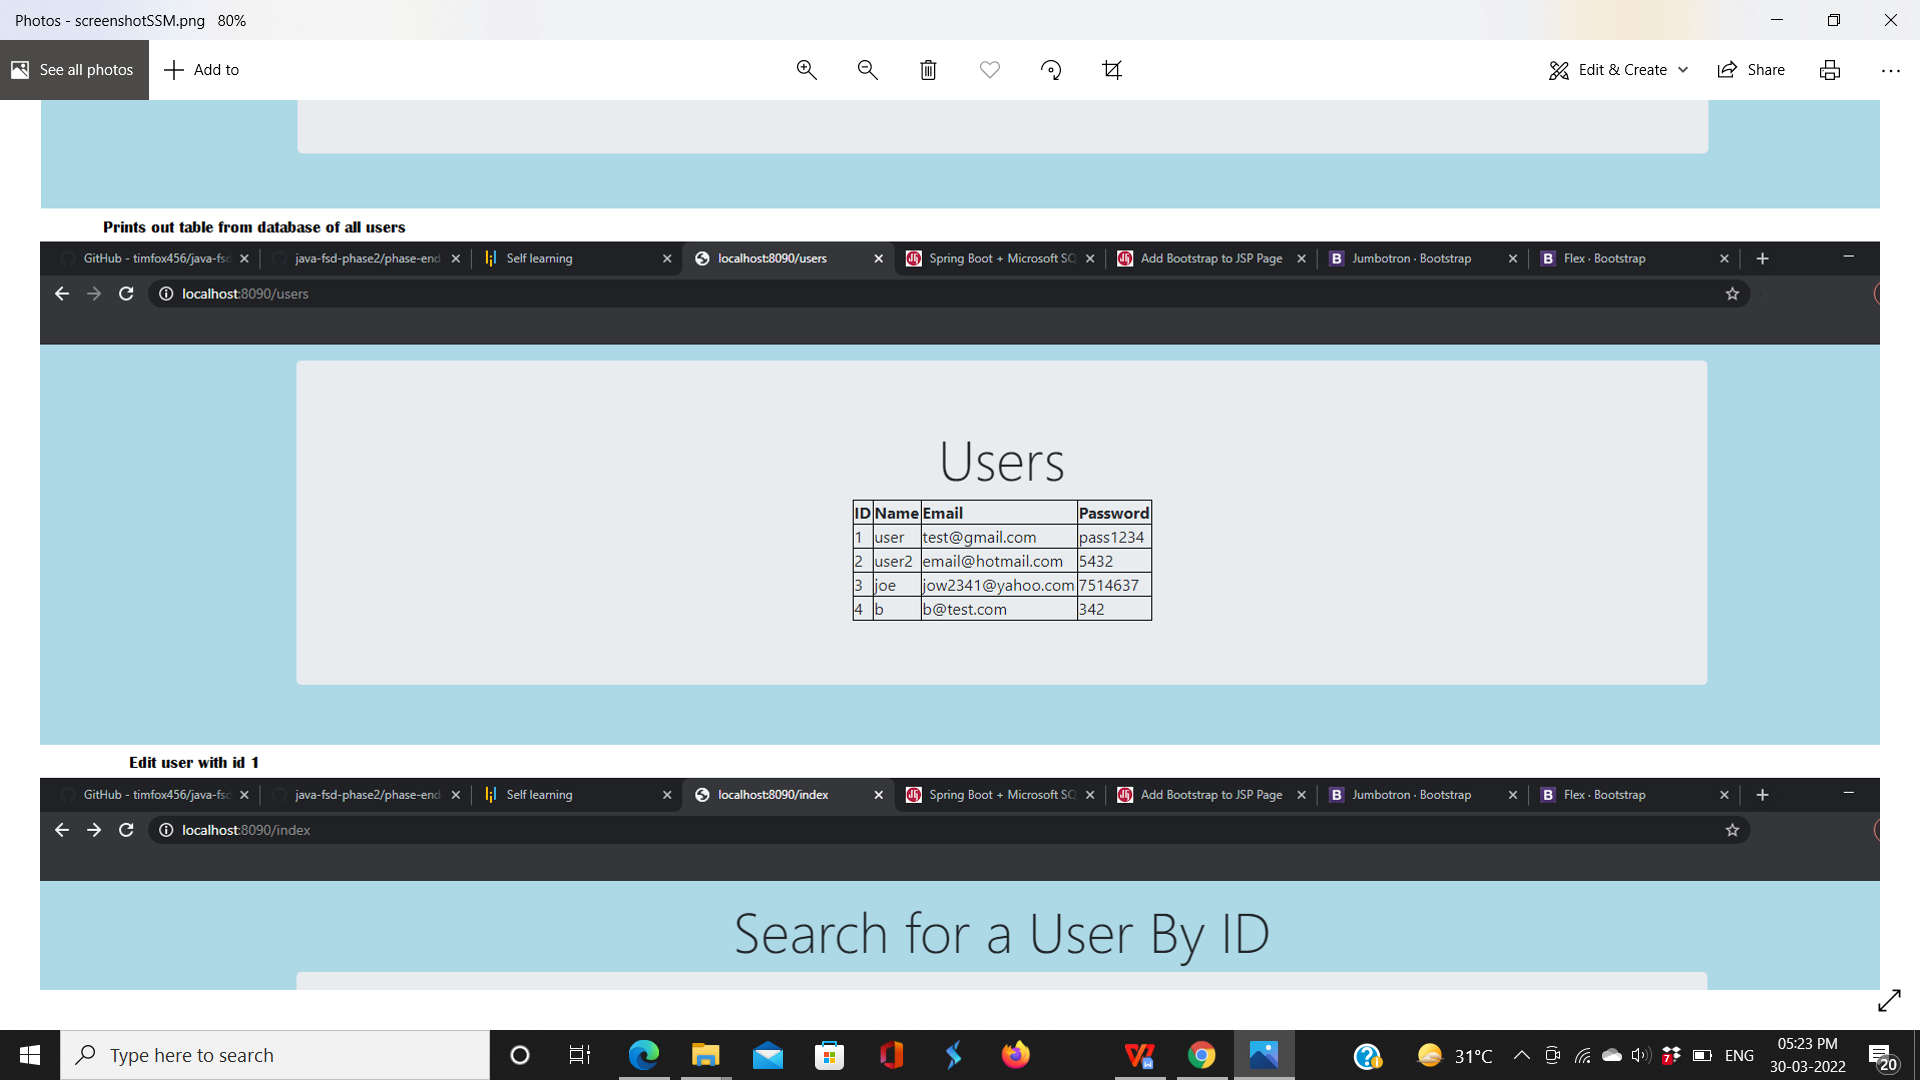 Photos - screenshotSSM.png 80%
See all photos
Add to
Edit & Create
Share
Prints out table from database of all users
GitHub - timfox456/java-fsd
java-fsd-phase2/phase-end
Self learning
localhost:8090/users
Spring Boot + Microsoft SQ
Add Bootstrap to JSP Page
B Jumbotron · Bootstrap
B Flex · Bootstrap
localhost:8090/users
Users
ID Name Email Password
1 user test@gmail.com pass1234
2 user2 email@hotmail.com 5432
3 joe jow2341@yahoo.com 7514637
4 b b@test.com 342
Edit user with id 1
GitHub - timfox456/java-fsd
java-fsd-phase2/phase-end
Self learning
localhost:8090/index
Spring Boot + Microsoft SQ
Add Bootstrap to JSP Page
B Jumbotron · Bootstrap
B Flex · Bootstrap
localhost:8090/index
Search for a User By ID
Type here to search
31°C
7
ENG
05:23 PM
30-03-2022
20